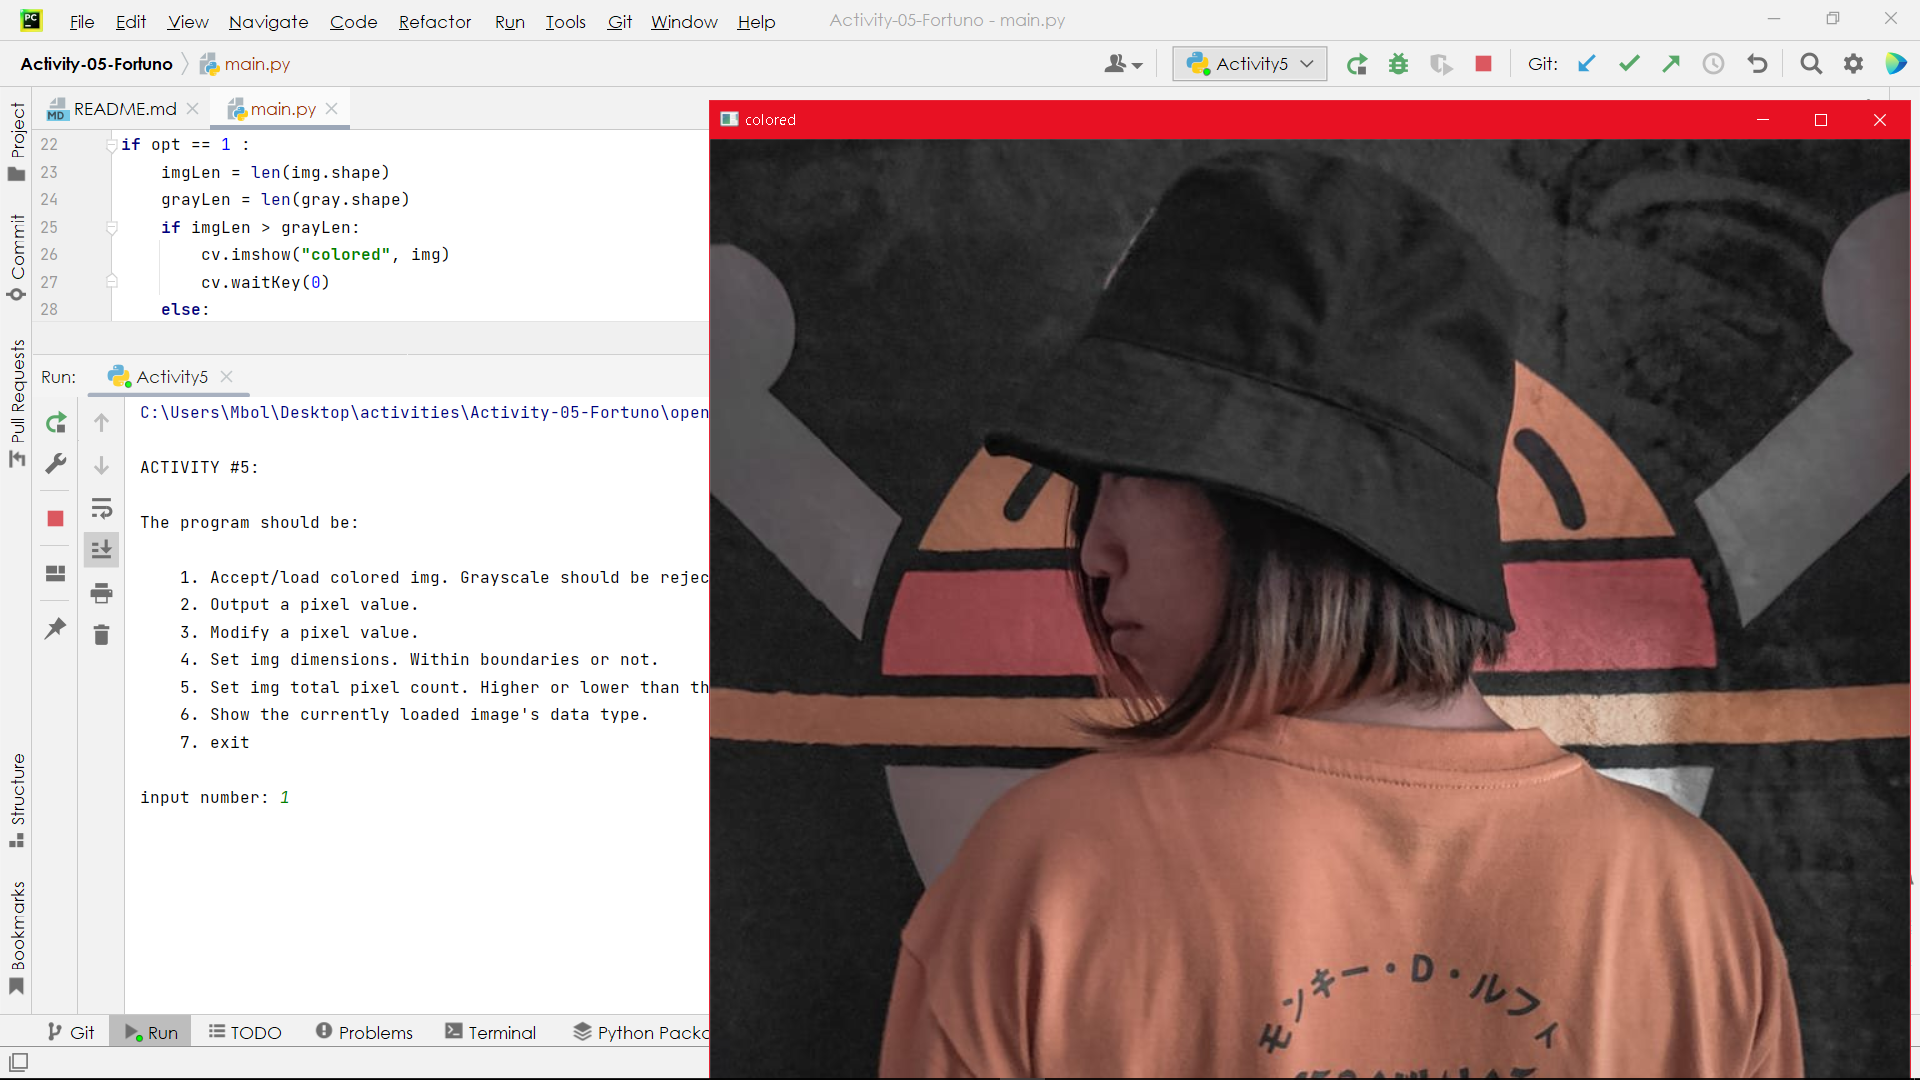 File Edit View Navigate Code Refactor Run Tools Git Window Help Activity-05-Fortuno - main.py
Activity-05-Fortuno main.py Activity5 Git:
README.md main.py
Project
Commit
Pull Requests
Structure
Bookmarks
22 if opt == 1 :
23 imgLen = len(img.shape)
24 grayLen = len(gray.shape)
25 if imgLen > grayLen:
26 cv.imshow("colored", img)
27 cv.waitKey(0)
28 else:
Run: Activity5
C:\Users\Mbol\Desktop\activities\Activity-05-Fortuno\open
ACTIVITY #5:
The program should be:
1. Accept/load colored img. Grayscale should be rejec
2. Output a pixel value.
3. Modify a pixel value.
4. Set img dimensions. Within boundaries or not.
5. Set img total pixel count. Higher or lower than th
6. Show the currently loaded image's data type.
7. exit
input number: 1
Git Run TODO Problems Terminal Python Packa
colored
モンキー・D・ルフィ